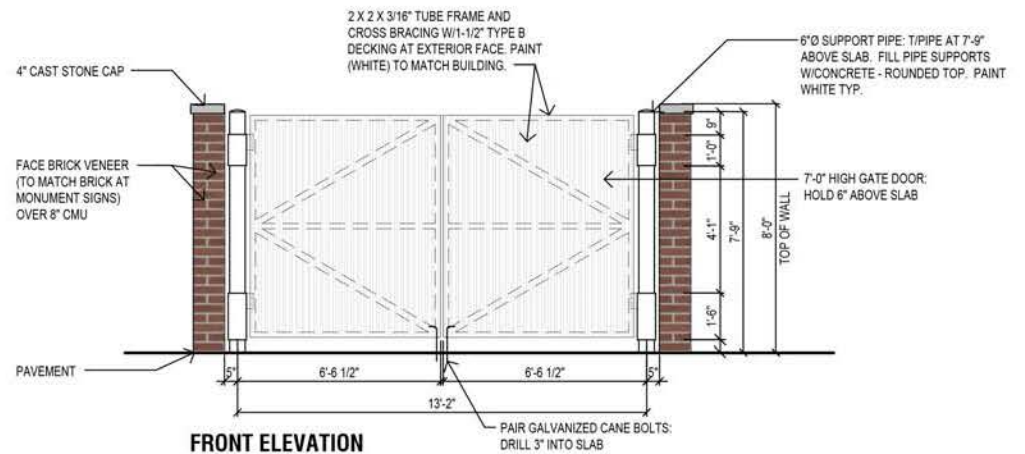 2 X 2 X 3/16" TUBE FRAME AND
CROSS BRACING W/1-1/2" TYPE B
DECKING AT EXTERIOR FACE. PAINT
(WHITE) TO MATCH BUILDING.
6"Ø SUPPORT PIPE: T/PIPE AT 7'-9"
ABOVE SLAB. FILL PIPE SUPPORTS
W/CONCRETE - ROUNDED TOP. PAINT
WHITE TYP.
4" CAST STONE CAP
FACE BRICK VENEER
(TO MATCH BRICK AT
MONUMENT SIGNS)
OVER 8" CMU
9"
1'-0"
4'-1"
1'-6"
7'-9"
8'-0"
TOP OF WALL
7'-0" HIGH GATE DOOR:
HOLD 6" ABOVE SLAB
PAVEMENT
5"
6'-6 1/2"
6'-6 1/2"
5"
13'-2"
PAIR GALVANIZED CANE BOLTS:
DRILL 3" INTO SLAB
FRONT ELEVATION